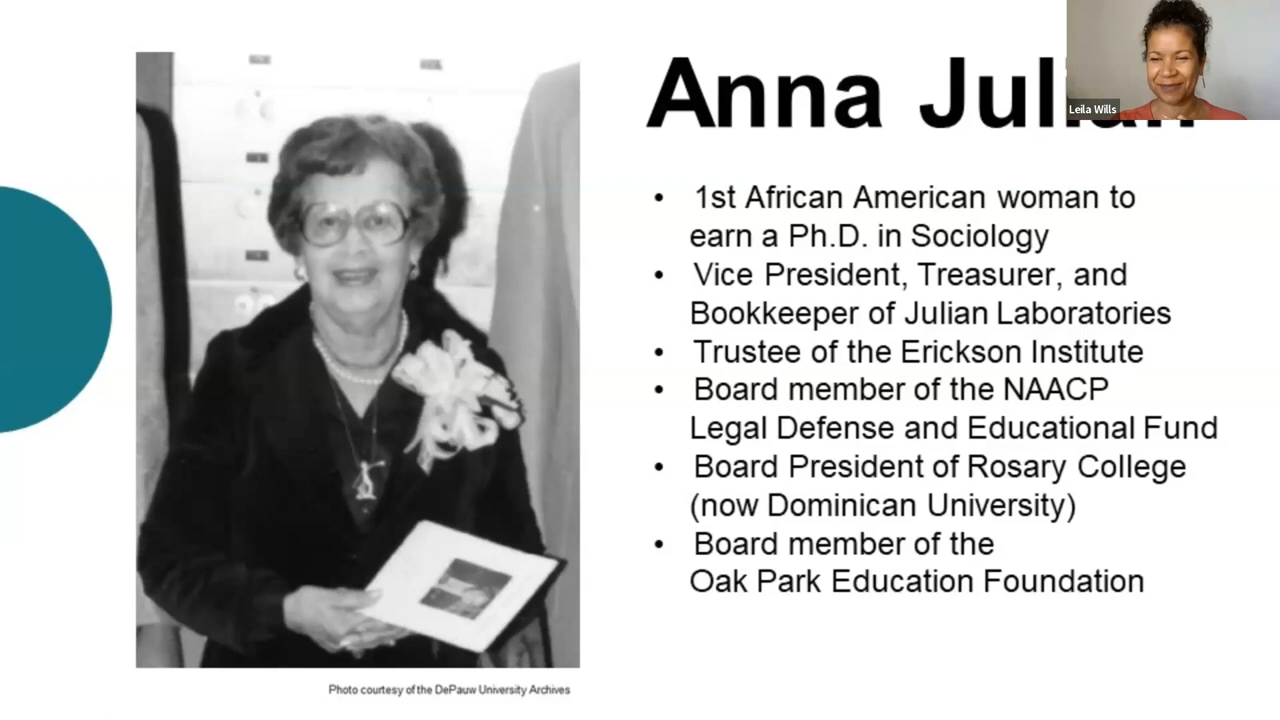 Anna Julian
Leila Wills
• 1st African American woman to
earn a Ph.D. in Sociology
• Vice President, Treasurer, and
Bookkeeper of Julian Laboratories
• Trustee of the Erickson Institute
• Board member of the NAACP
Legal Defense and Educational Fund
• Board President of Rosary College
(now Dominican University)
• Board member of the
Oak Park Education Foundation
Photo courtesy of the DePauw University Archives